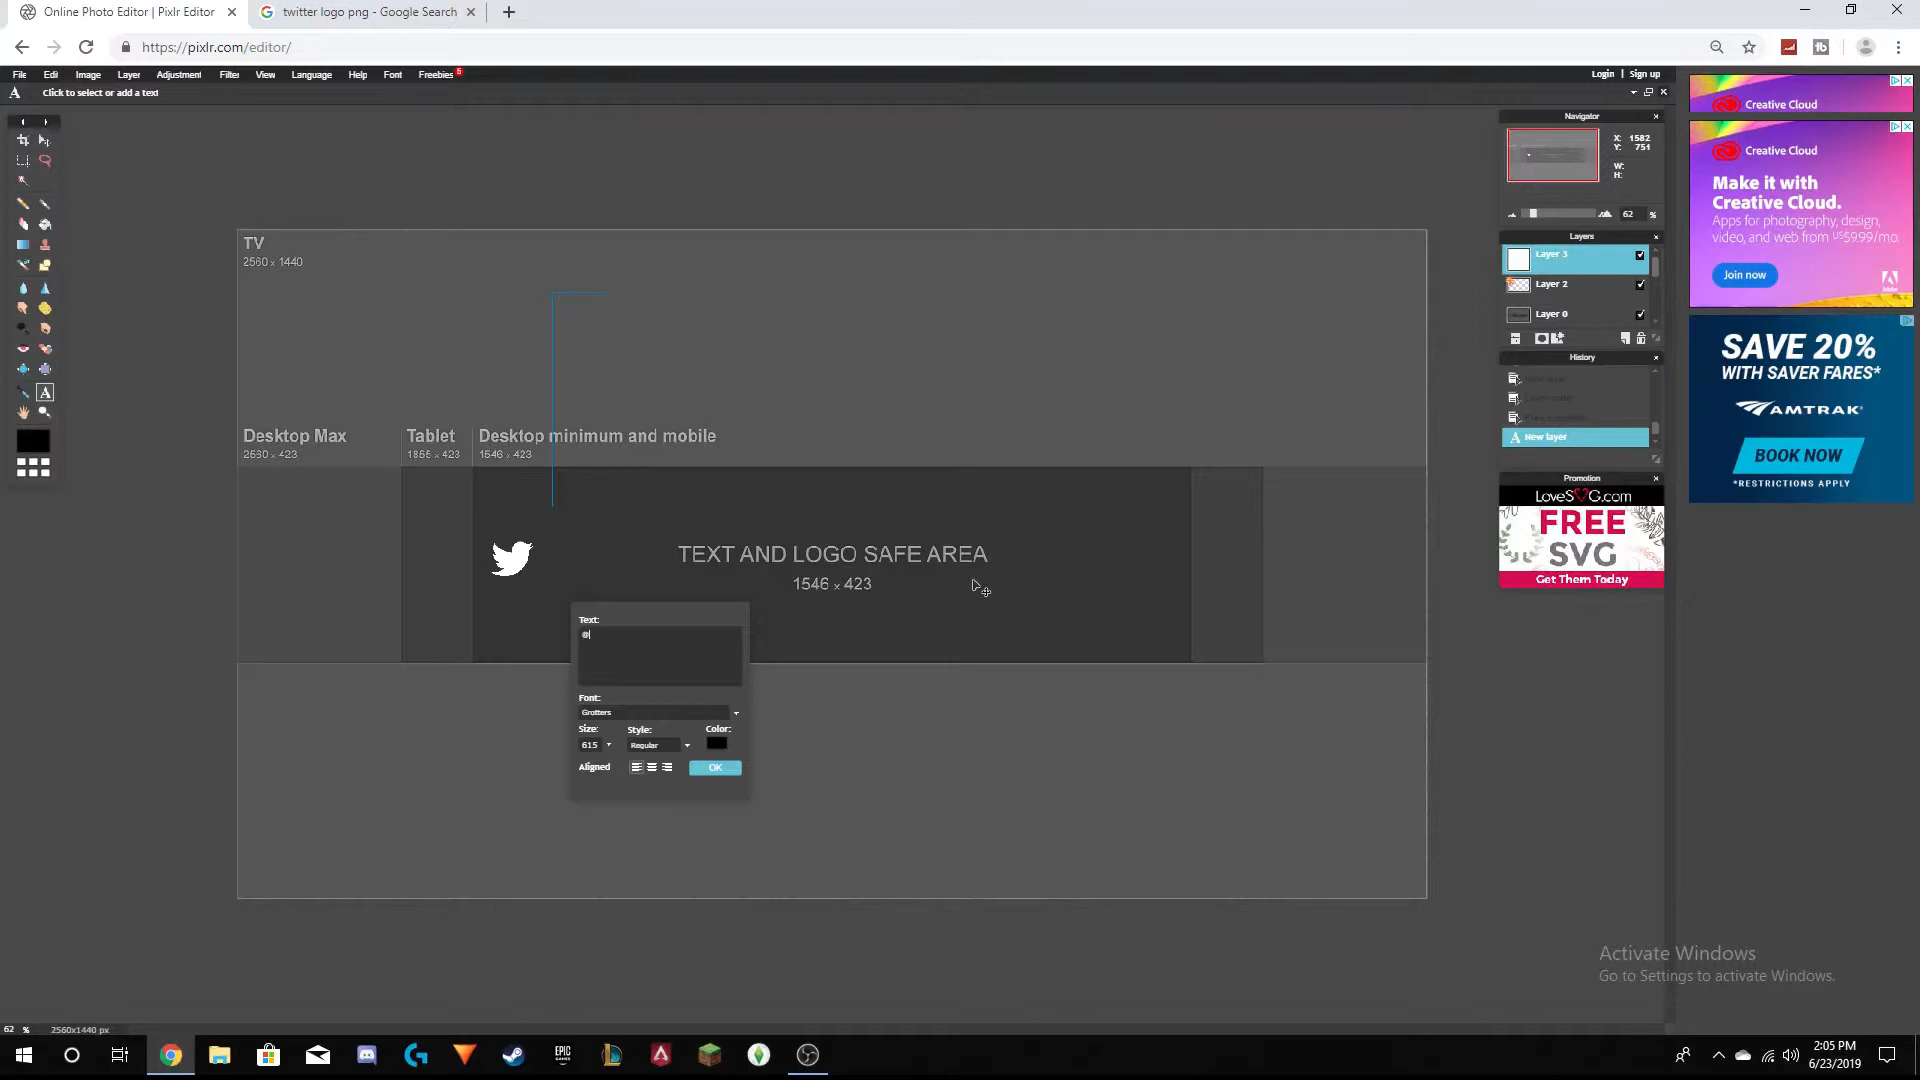 Online Photo Editor | Pixlr Editor
twitter logo png - Google Search
https://pixlr.com/editor/
File Edit Image Layer Adjustment Filter View Language Help Font Freebies
Login | Sign up
A Click to select or add a text
TV
2560 x 1440
Desktop Max
2560 x 423
Tablet
1855 x 423
Desktop minimum and mobile
1546 x 423
TEXT AND LOGO SAFE AREA
1546 x 423
Text:
@
Font:
Grotters
Size:
Style:
Color:
615
Regular
Aligned
OK
Navigator
X: 1582
Y: 751
W:
H:
62 %
Layers
Layer 3
Layer 2
Layer 0
History
A New layer
Promotion
LoveSVG.com
FREE
SVG
Get Them Today
Creative Cloud
Creative Cloud
Make it with
Creative Cloud.
Apps for photography, design,
video, and web from US$9.99/mo.
Join now
Adobe
SAVE 20%
WITH SAVER FARES*
AMTRAK
BOOK NOW
*RESTRICTIONS APPLY
Activate Windows
Go to Settings to activate Windows.
62 % 2560x1440 px
EPIC
GAMES
2:05 PM
6/23/2019